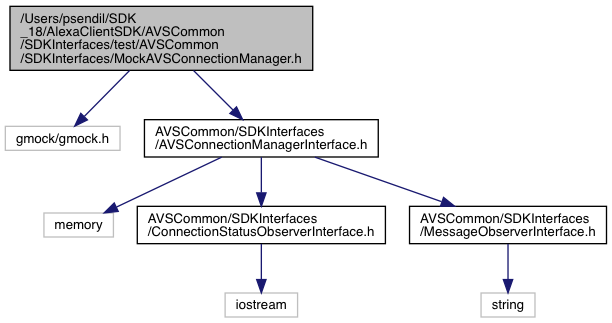 /Users/psendil/SDK
_18/AlexaClientSDK/AVSCommon
/SDKInterfaces/test/AVSCommon
/SDKInterfaces/MockAVSConnectionManager.h
gmock/gmock.h
AVSCommon/SDKInterfaces
/AVSConnectionManagerInterface.h
memory
AVSCommon/SDKInterfaces
/ConnectionStatusObserverInterface.h
AVSCommon/SDKInterfaces
/MessageObserverInterface.h
iostream
string